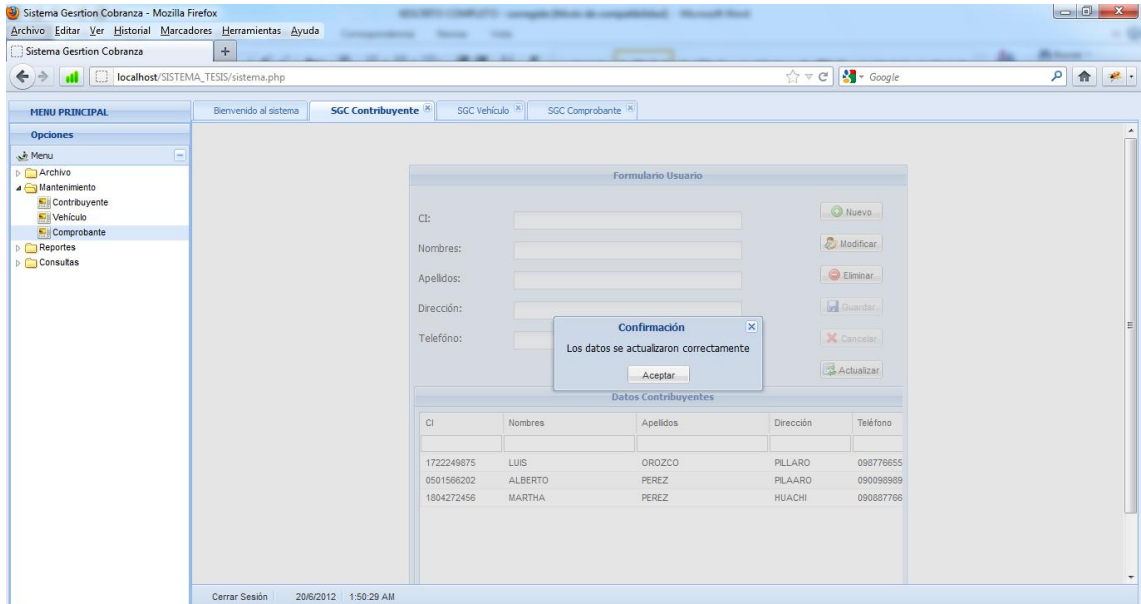 Sistema Gesrtion Cobranza - Mozilla Firefox
Archivo Editar Ver Historial Marcadores Herramientas Ayuda
Sistema Gesrtion Cobranza +
localhost/SISTEMA_TESIS/sistema.php
Google
MENU PRINCIPAL
Bienvenido al sistema SGC Contribuyente SGC Vehículo SGC Comprobante
Opciones
Menu
Archivo
Mantenimiento
Contribuyente
Vehículo
Comprobante
Reportes
Consultas
Formulario Usuario
CI:
Nuevo
Nombres:
Modificar
Apellidos:
Eliminar
Dirección:
Guardar
Telefóno:
Cancelar
Confirmación
Los datos se actualizaron correctamente
Aceptar
Actualizar
Datos Contribuyentes
CI Nombres Apellidos Dirección Teléfono
1722249875 LUIS OROZCO PILLARO 098776655
0501566202 ALBERTO PEREZ PILAARO 090098989
1804272456 MARTHA PEREZ HUACHI 090887766
Cerrar Sesión 20/6/2012 1:50:29 AM